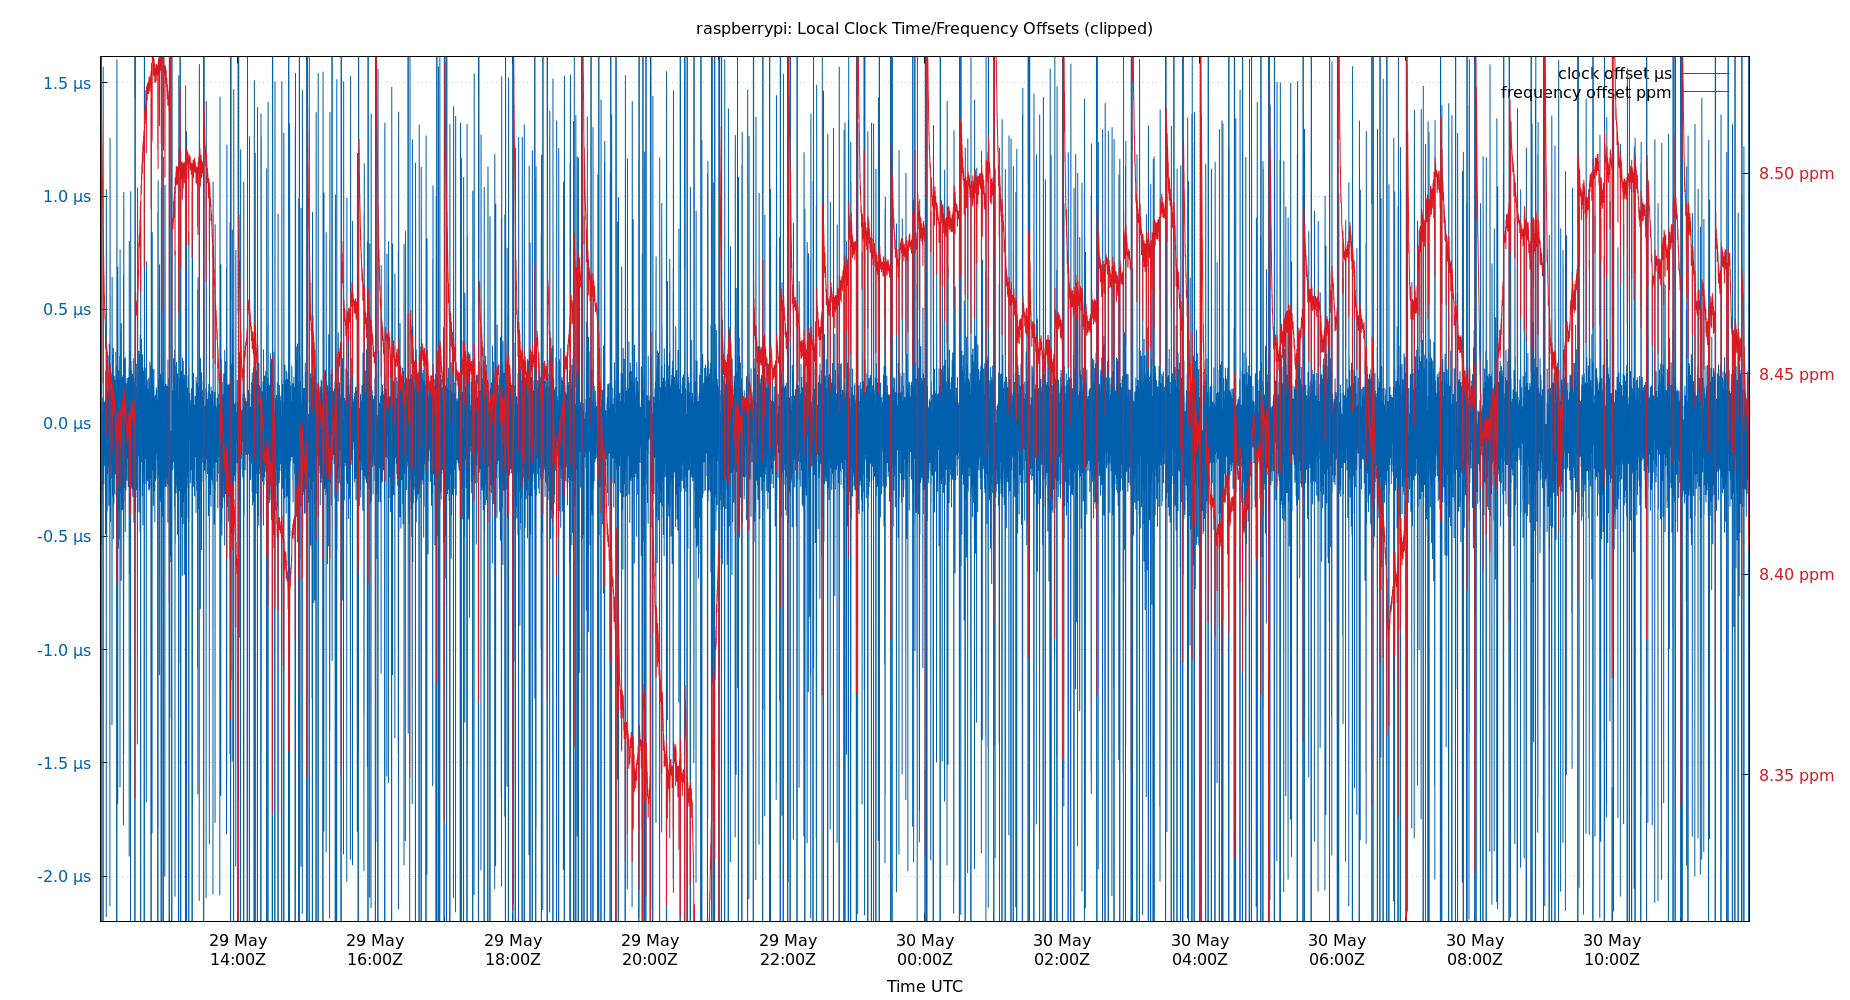 raspberrypi: Local Clock Time/Frequency Offsets (clipped)
clock offset µs
frequency offset ppm
1.5 µs
1.0 µs
0.5 µs
0.0 µs
-0.5 µs
-1.0 µs
-1.5 µs
-2.0 µs
8.50 ppm
8.45 ppm
8.40 ppm
8.35 ppm
29 May
14:00Z
29 May
16:00Z
29 May
18:00Z
29 May
20:00Z
29 May
22:00Z
30 May
00:00Z
30 May
02:00Z
30 May
04:00Z
30 May
06:00Z
30 May
08:00Z
30 May
10:00Z
Time UTC